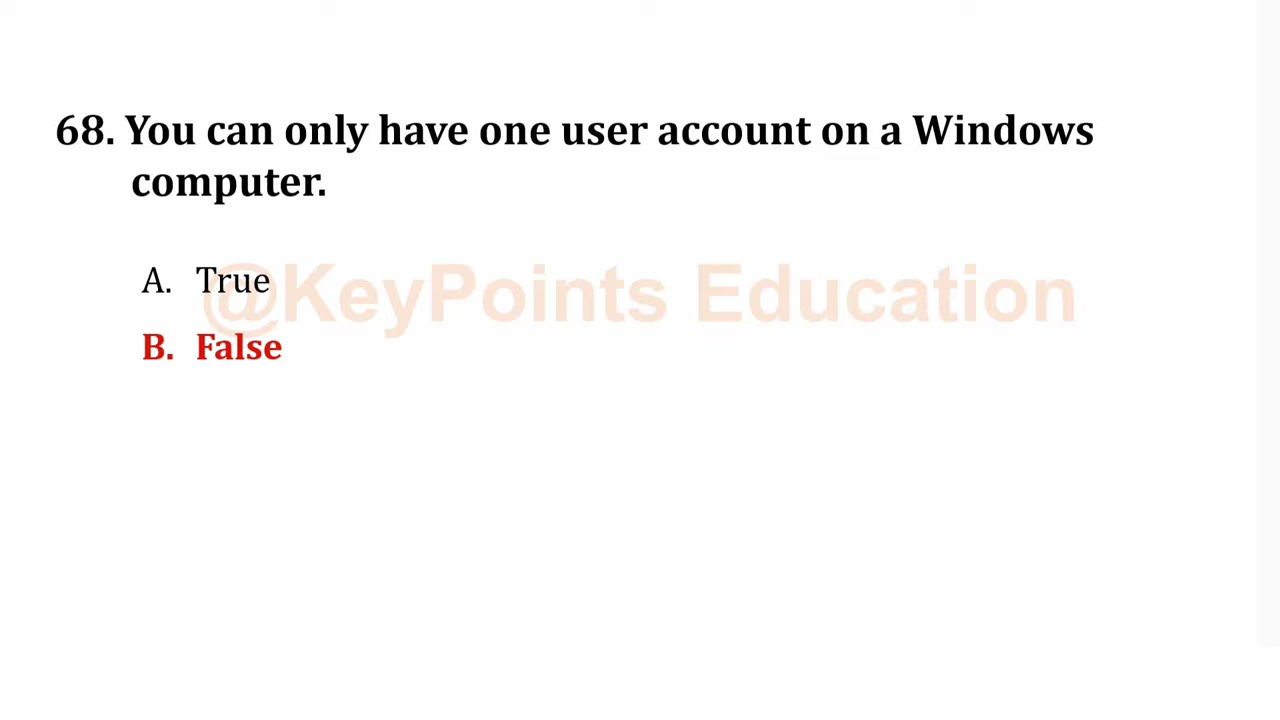 68. You can only have one user account on a Windows
computer.
A. True
@KeyPoints Education
B. False